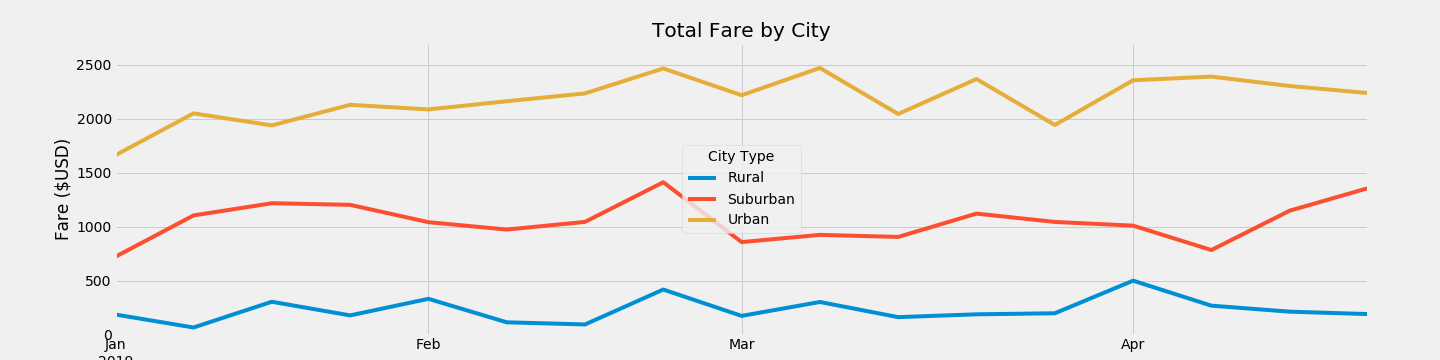 Total Fare by City
Fare ($USD)
2500
2000
1500
1000
500
0
City Type
Rural
Suburban
Urban
Jan
Feb
Mar
Apr